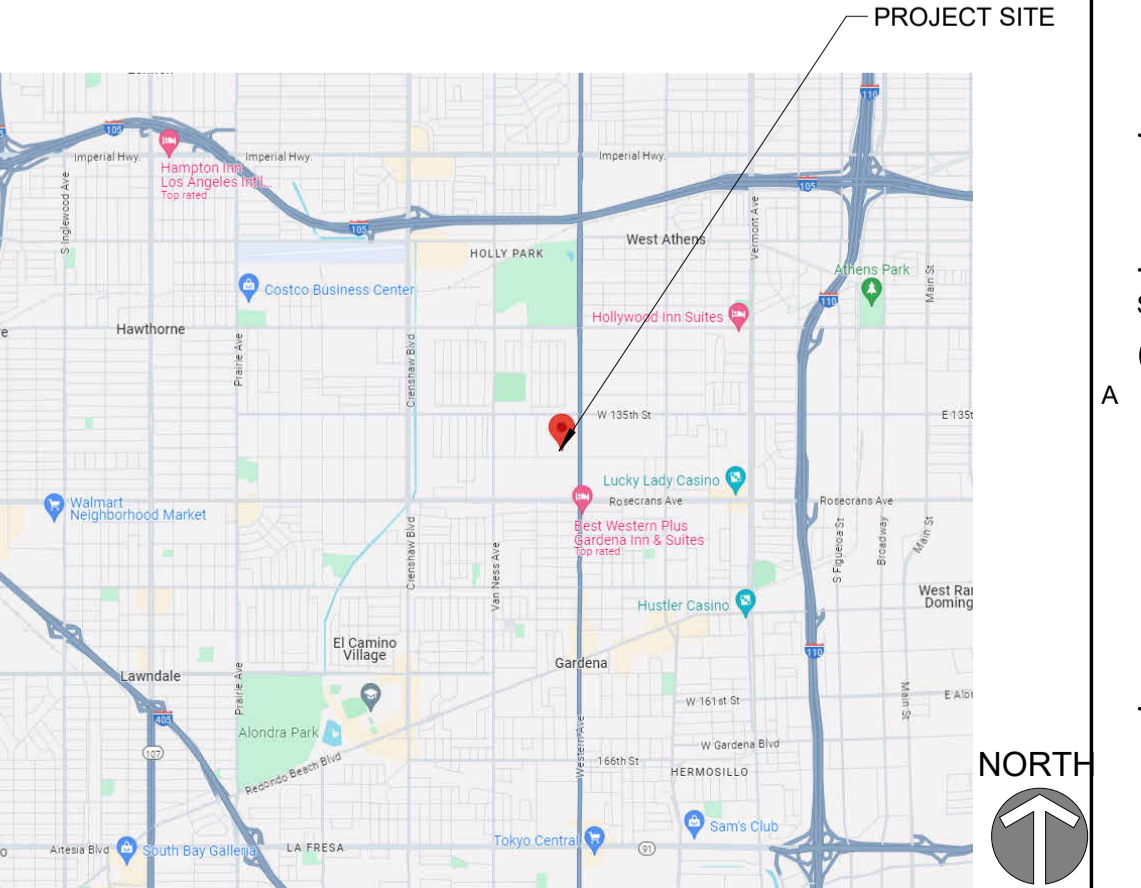 PROJECT SITE
110
105
Imperial Hwy.
Imperial Hwy.
Imperial Hwy.
Hampton Inn
Los Angeles Int'l...
Top rated
S Inglewood Ave
105
105
Vermont Ave
West Athens
HOLLY PARK
Athens Park
Main St
Costco Business Center
110
Hollywood Inn Suites
Hawthorne
Prairie Ave
Crenshaw Blvd
A
W 135th St
E 135t
Lucky Lady Casino
Walmart
Neighborhood Market
Rosecrans Ave
Rosecrans Ave
Best Western Plus
Gardena Inn & Suites
Top rated
Crenshaw Blvd
Van Ness Ave
S Figueroa St
Broadway
Main St
West Ra
Doming
Hustler Casino
El Camino
Village
Gardena
110
Lawndale
Prairie Ave
W 161st St
Main St
E Alo
405
Alondra Park
107
Redondo Beach Blvd
Western Ave
W Gardena Blvd
166th St
HERMOSILLO
NORTH
Sam's Club
Tokyo Central
91
Artesia Blvd
South Bay Galleria
LA FRESA